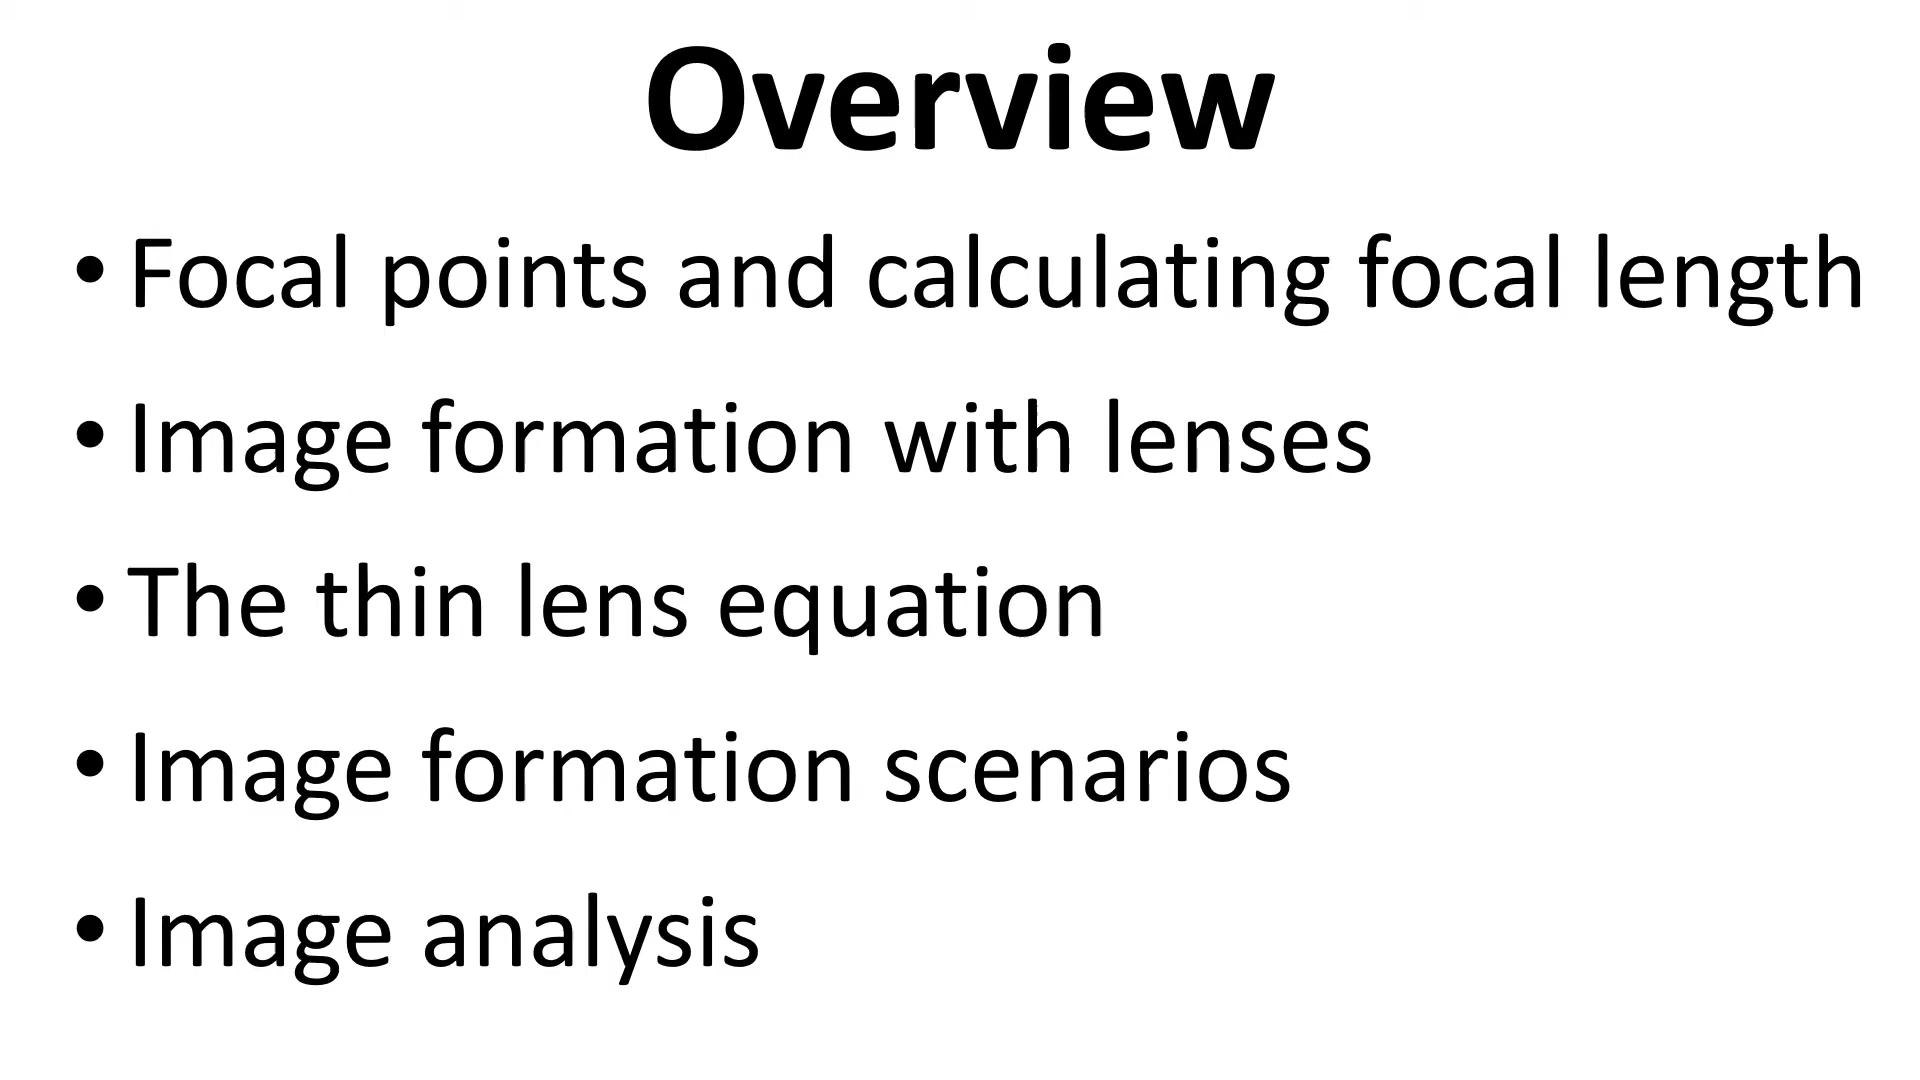 Overview
• Focal points and calculating focal length
• Image formation with lenses
• The thin lens equation
• Image formation scenarios
• Image analysis